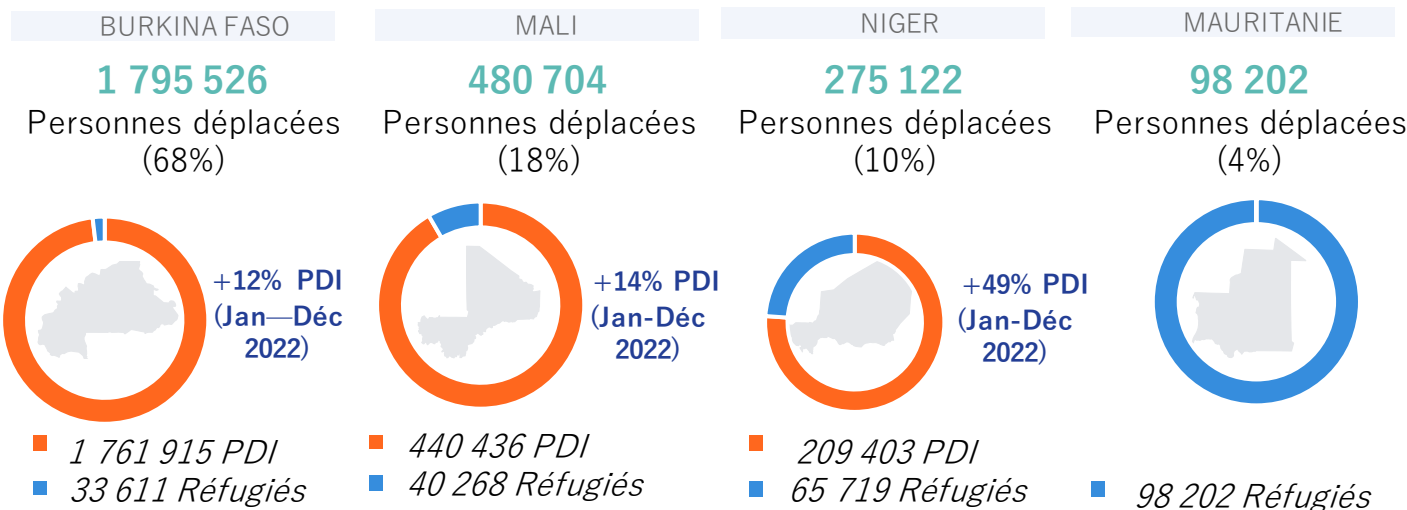 BURKINA FASO
1 795 526
Personnes déplacées
(68%)
+12% PDI
(Jan—Déc
2022)
1 761 915 PDI
33 611 Réfugiés
MALI
480 704
Personnes déplacées
(18%)
+14% PDI
(Jan-Déc
2022)
440 436 PDI
40 268 Réfugiés
NIGER
275 122
Personnes déplacées
(10%)
+49% PDI
(Jan-Déc
2022)
209 403 PDI
65 719 Réfugiés
MAURITANIE
98 202
Personnes déplacées
(4%)
98 202 Réfugiés